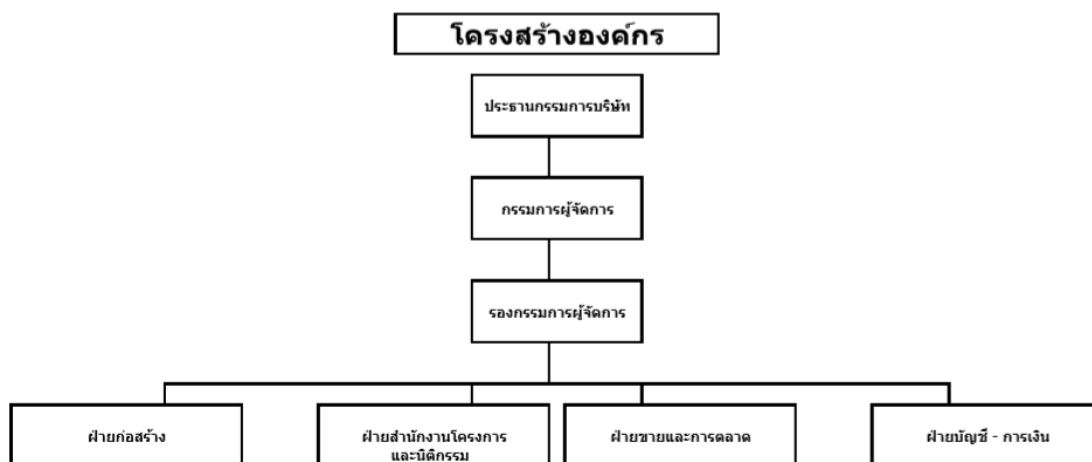 โครงสร้างองค์กร
ประธานกรรมการบริษัท
กรรมการผู้จัดการ
รองกรรมการผู้จัดการ
ฝ่ายก่อสร้าง
ฝ่ายสำนักงานโครงการ
และนิติกรรม
ฝ่ายขายและการตลาด
ฝ่ายบัญชี - การเงิน